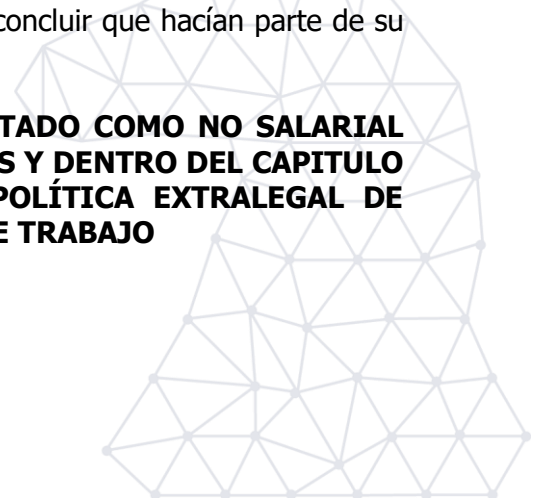 concluir que hacían parte de su
TADO COMO NO SALARIAL
S Y DENTRO DEL CAPITULO
POLÍTICA EXTRALEGAL DE
E TRABAJO